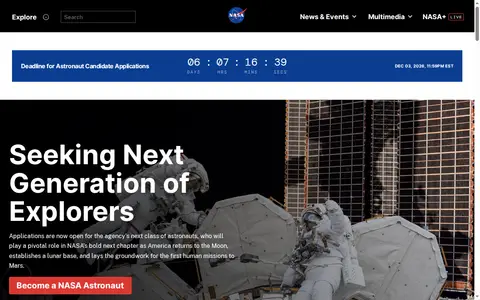 Explore Search NASA News & Events Multimedia NASA+ LIVE
Deadline for Astronaut Candidate Applications 06 : 07 : 16 : 39 DEC 03, 2026, 11:59PM EST
DAYS HRS MINS SECS
Seeking Next
Generation of
Explorers
Applications are now open for the agency's next class of astronauts, who will
play a pivotal role in NASA's bold next chapter as America returns to the Moon,
establishes a lunar base, and lays the groundwork for the first human missions to
Mars.
Become a NASA Astronaut